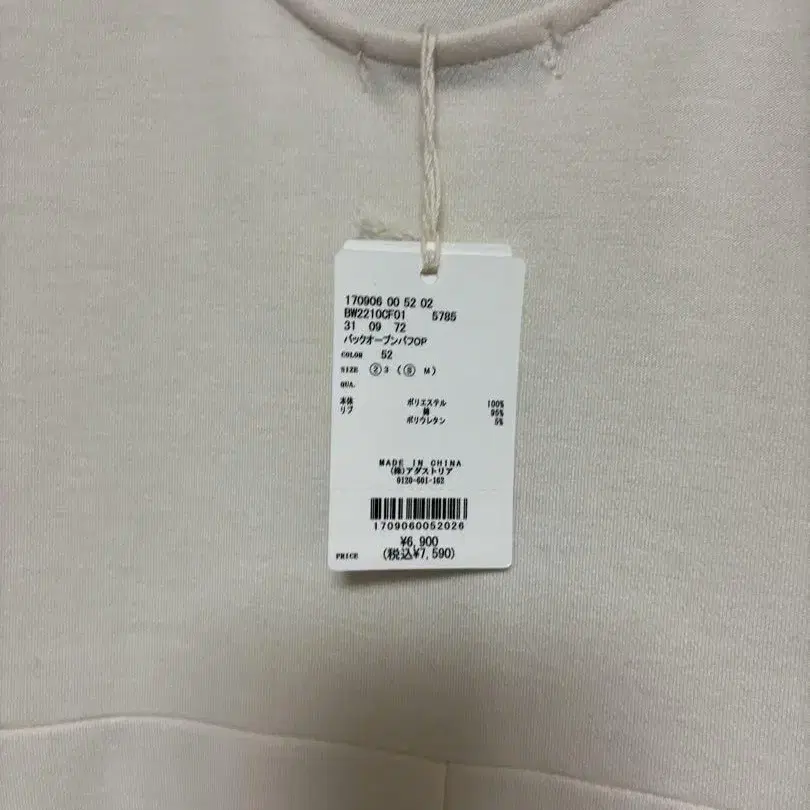 170906 00 52 02
BW2210CF01 5785
31 09 72
バックオープンパフOP
COLOR 52
SIZE ②3 (Ⓢ M)
QUA.
本体 ポリエステル 100%
リブ 綿 95%
ポリウレタン 5%
MADE IN CHINA
(株)アダストリア
0120-601-162
1709060052026
¥6,900
PRICE (税込¥7,590)